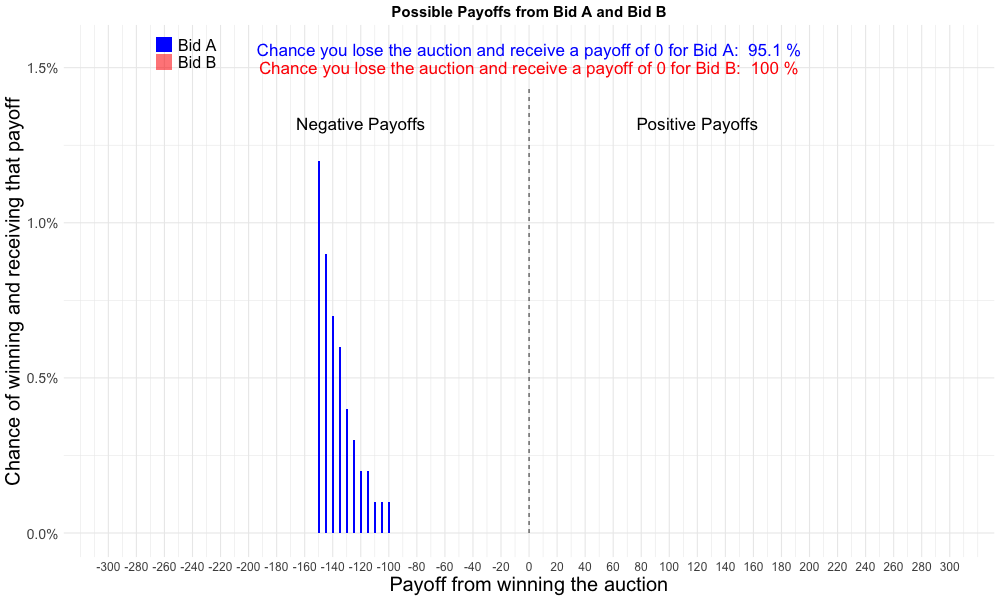 Possible Payoffs from Bid A and Bid B
Bid A
Bid B
Chance you lose the auction and receive a payoff of 0 for Bid A:  95.1 %
Chance you lose the auction and receive a payoff of 0 for Bid B:  100 %
Negative Payoffs
Positive Payoffs
Chance of winning and receiving that payoff
1.5%
1.0%
0.5%
0.0%
-300 -280 -260 -240 -220 -200 -180 -160 -140 -120 -100 -80 -60 -40 -20 0 20 40 60 80 100 120 140 160 180 200 220 240 260 280 300
Payoff from winning the auction